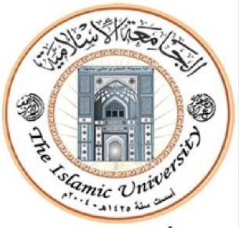 الجامعة الإسلامية
The Islamic University
أسست سنة ١٤٢٥هـ - ٢٠٠٤م